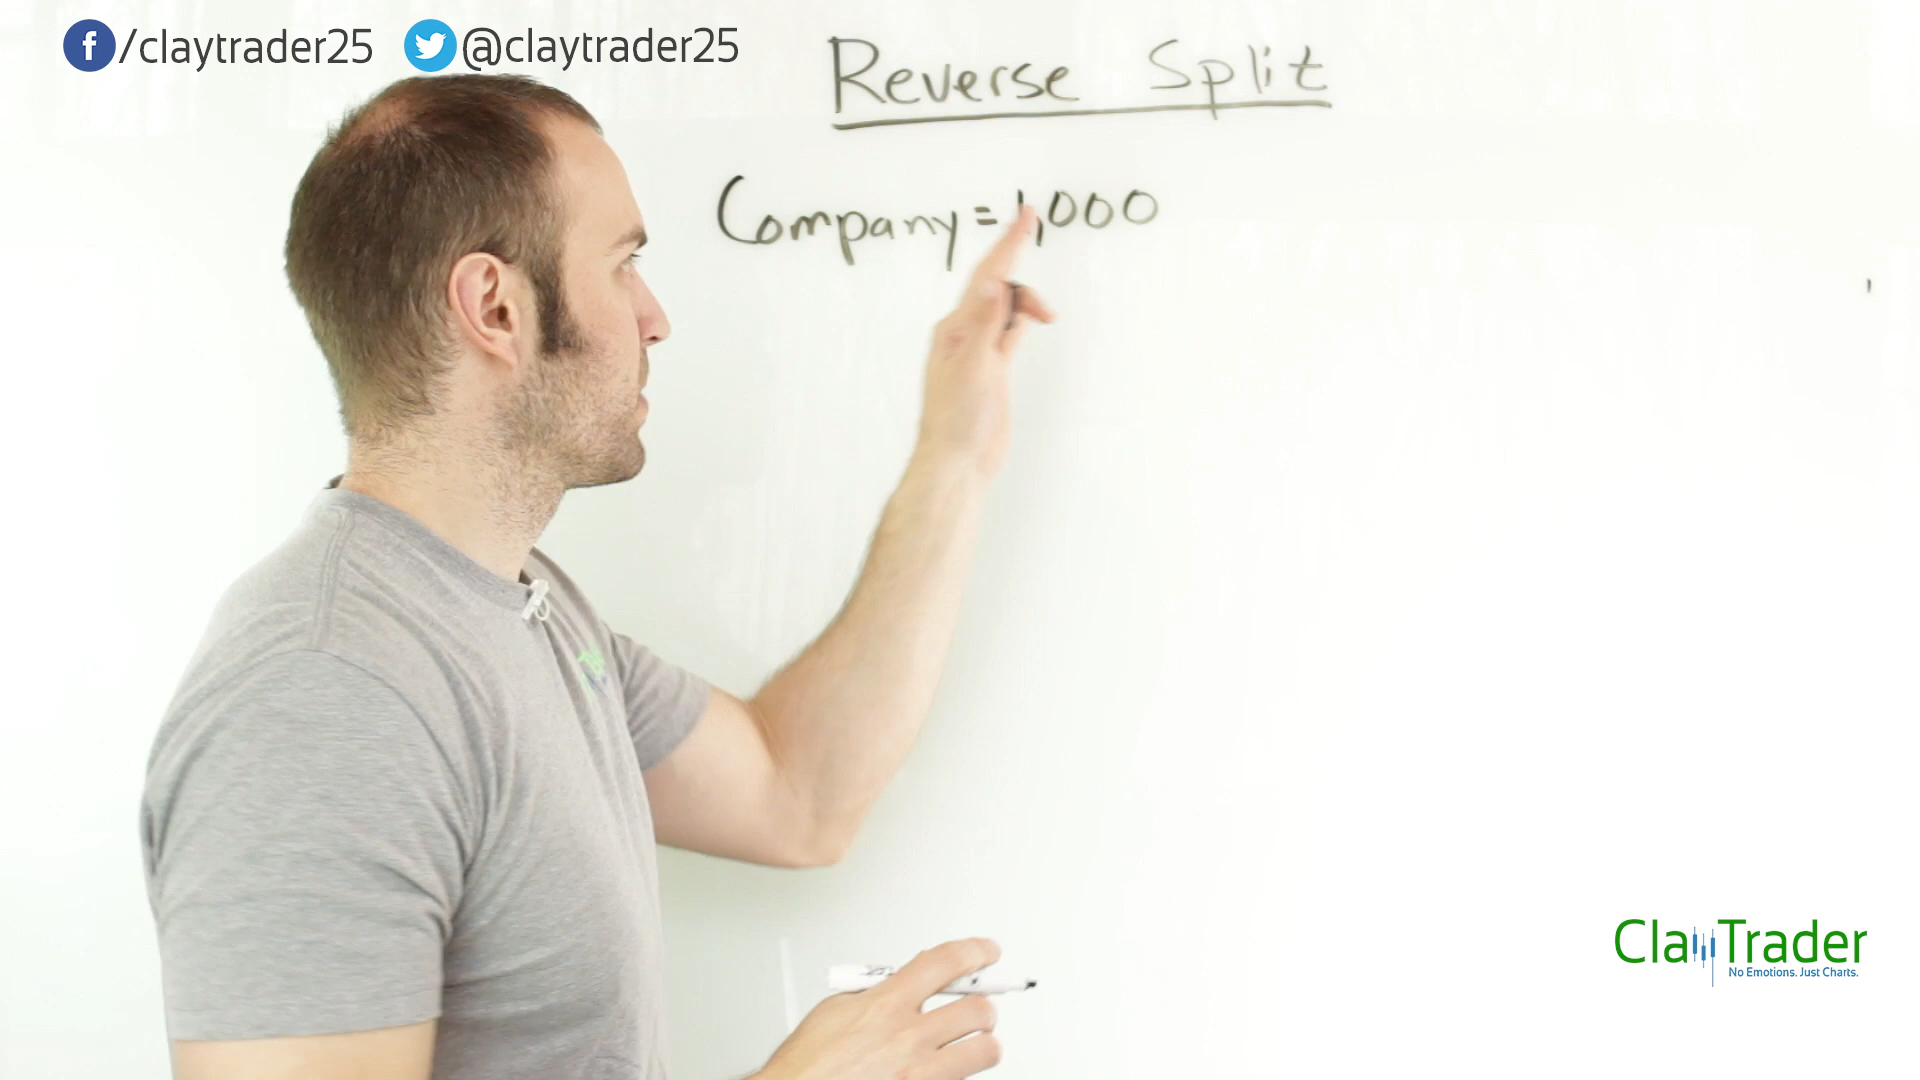 /claytrader25 @claytrader25
Reverse Split
Company = 1,000
ClayTrader
No Emotions. Just Charts.